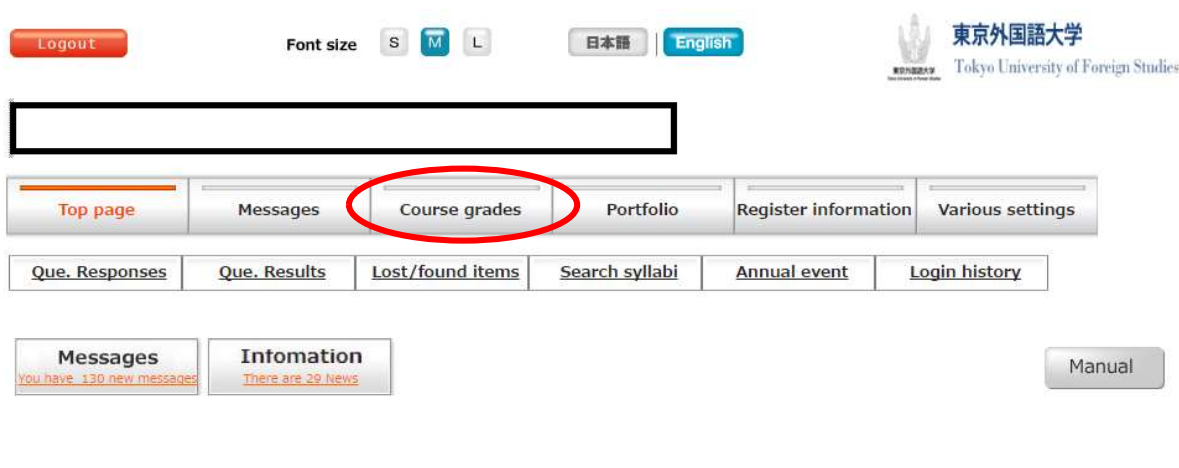 Logout Font size S M L 日本語 | English 東京外国語大学
Tokyo University of Foreign Studies
Top page Messages Course grades Portfolio Register information Various settings
Que. Responses Que. Results Lost/found items Search syllabi Annual event Login history
Messages Infomation Manual
You have 130 new messages There are 29 News